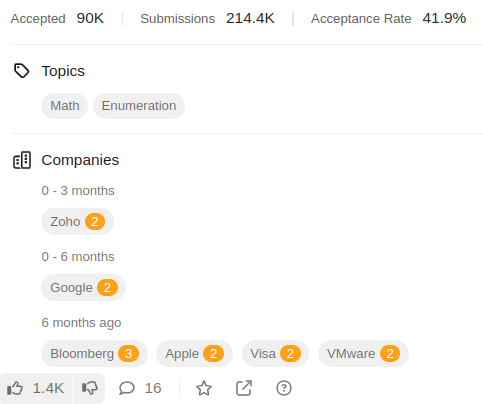 Accepted 90K Submissions 214.4K Acceptance Rate 41.9%
Topics
Math Enumeration
Companies
0 - 3 months
Zoho 2
0 - 6 months
Google 2
6 months ago
Bloomberg 3 Apple 2 Visa 2 VMware 2
1.4K 16